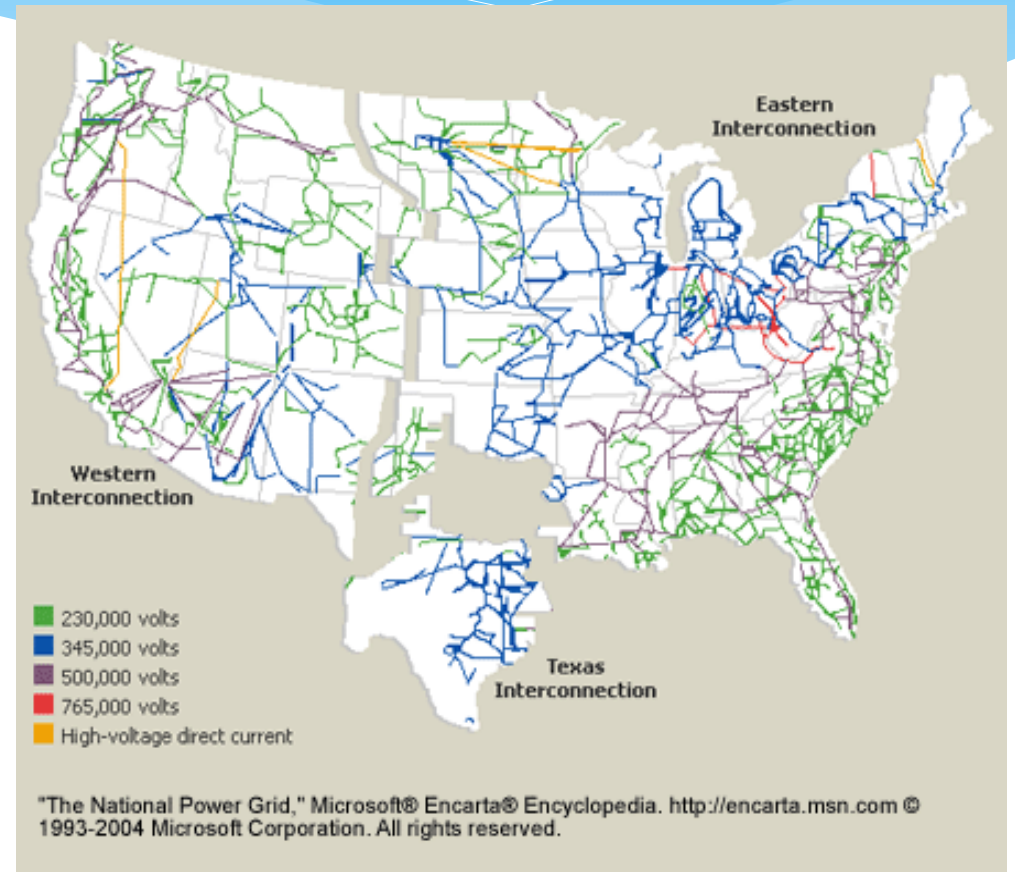 Eastern
Interconnection
Western
Interconnection
230,000 volts
345,000 volts
500,000 volts
765,000 volts
High-voltage direct current
Texas
Interconnection
"The National Power Grid," Microsoft® Encarta® Encyclopedia. http://encarta.msn.com ©
1993-2004 Microsoft Corporation. All rights reserved.